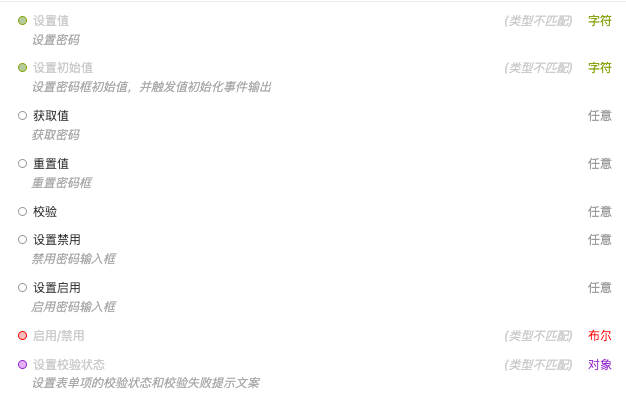 设置值 (类型不匹配) 字符
设置密码
设置初始值 (类型不匹配) 字符
设置密码框初始值，并触发值初始化事件输出
获取值 任意
获取密码
重置值 任意
重置密码框
校验 任意
设置禁用 任意
禁用密码输入框
设置启用 任意
启用密码输入框
启用/禁用 (类型不匹配) 布尔
设置校验状态 (类型不匹配) 对象
设置表单项的校验状态和校验失败提示文案